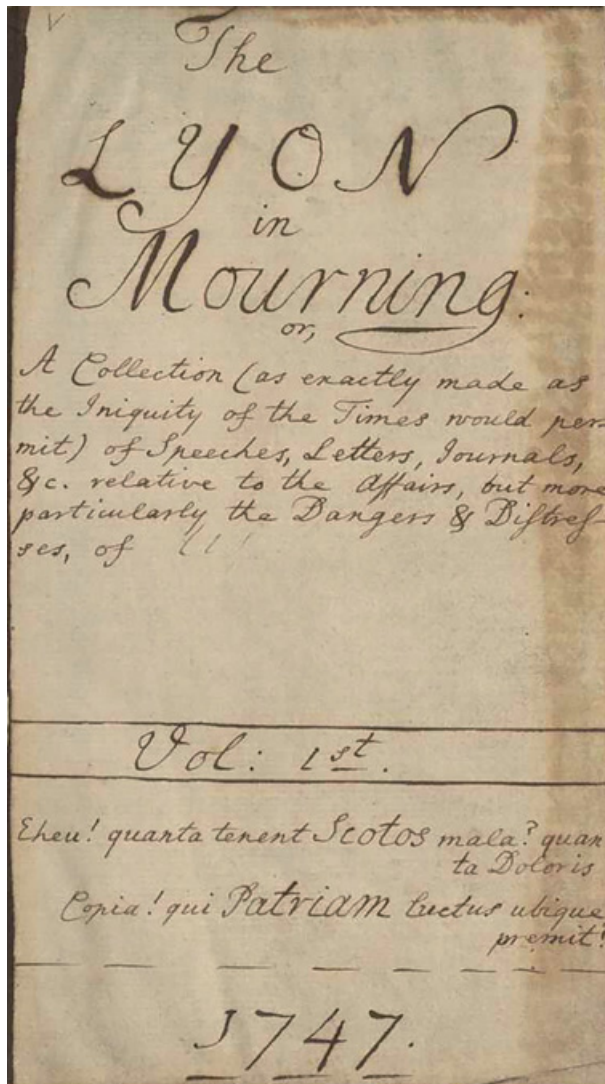 The
LYON
in
Mourning:
or,
A Collection (as exactly made as
the Iniquity of the Times would per
mit) of Speeches, Letters, Journals,
&c. relative to the Affairs, but more
particularly the Dangers & Distres-
ses, of
Vol: 1st.
Eheu! quanta tenent Scotos mala? quan
ta Doloris
Copia! qui Patriam luctus ubique
premit!
1747.